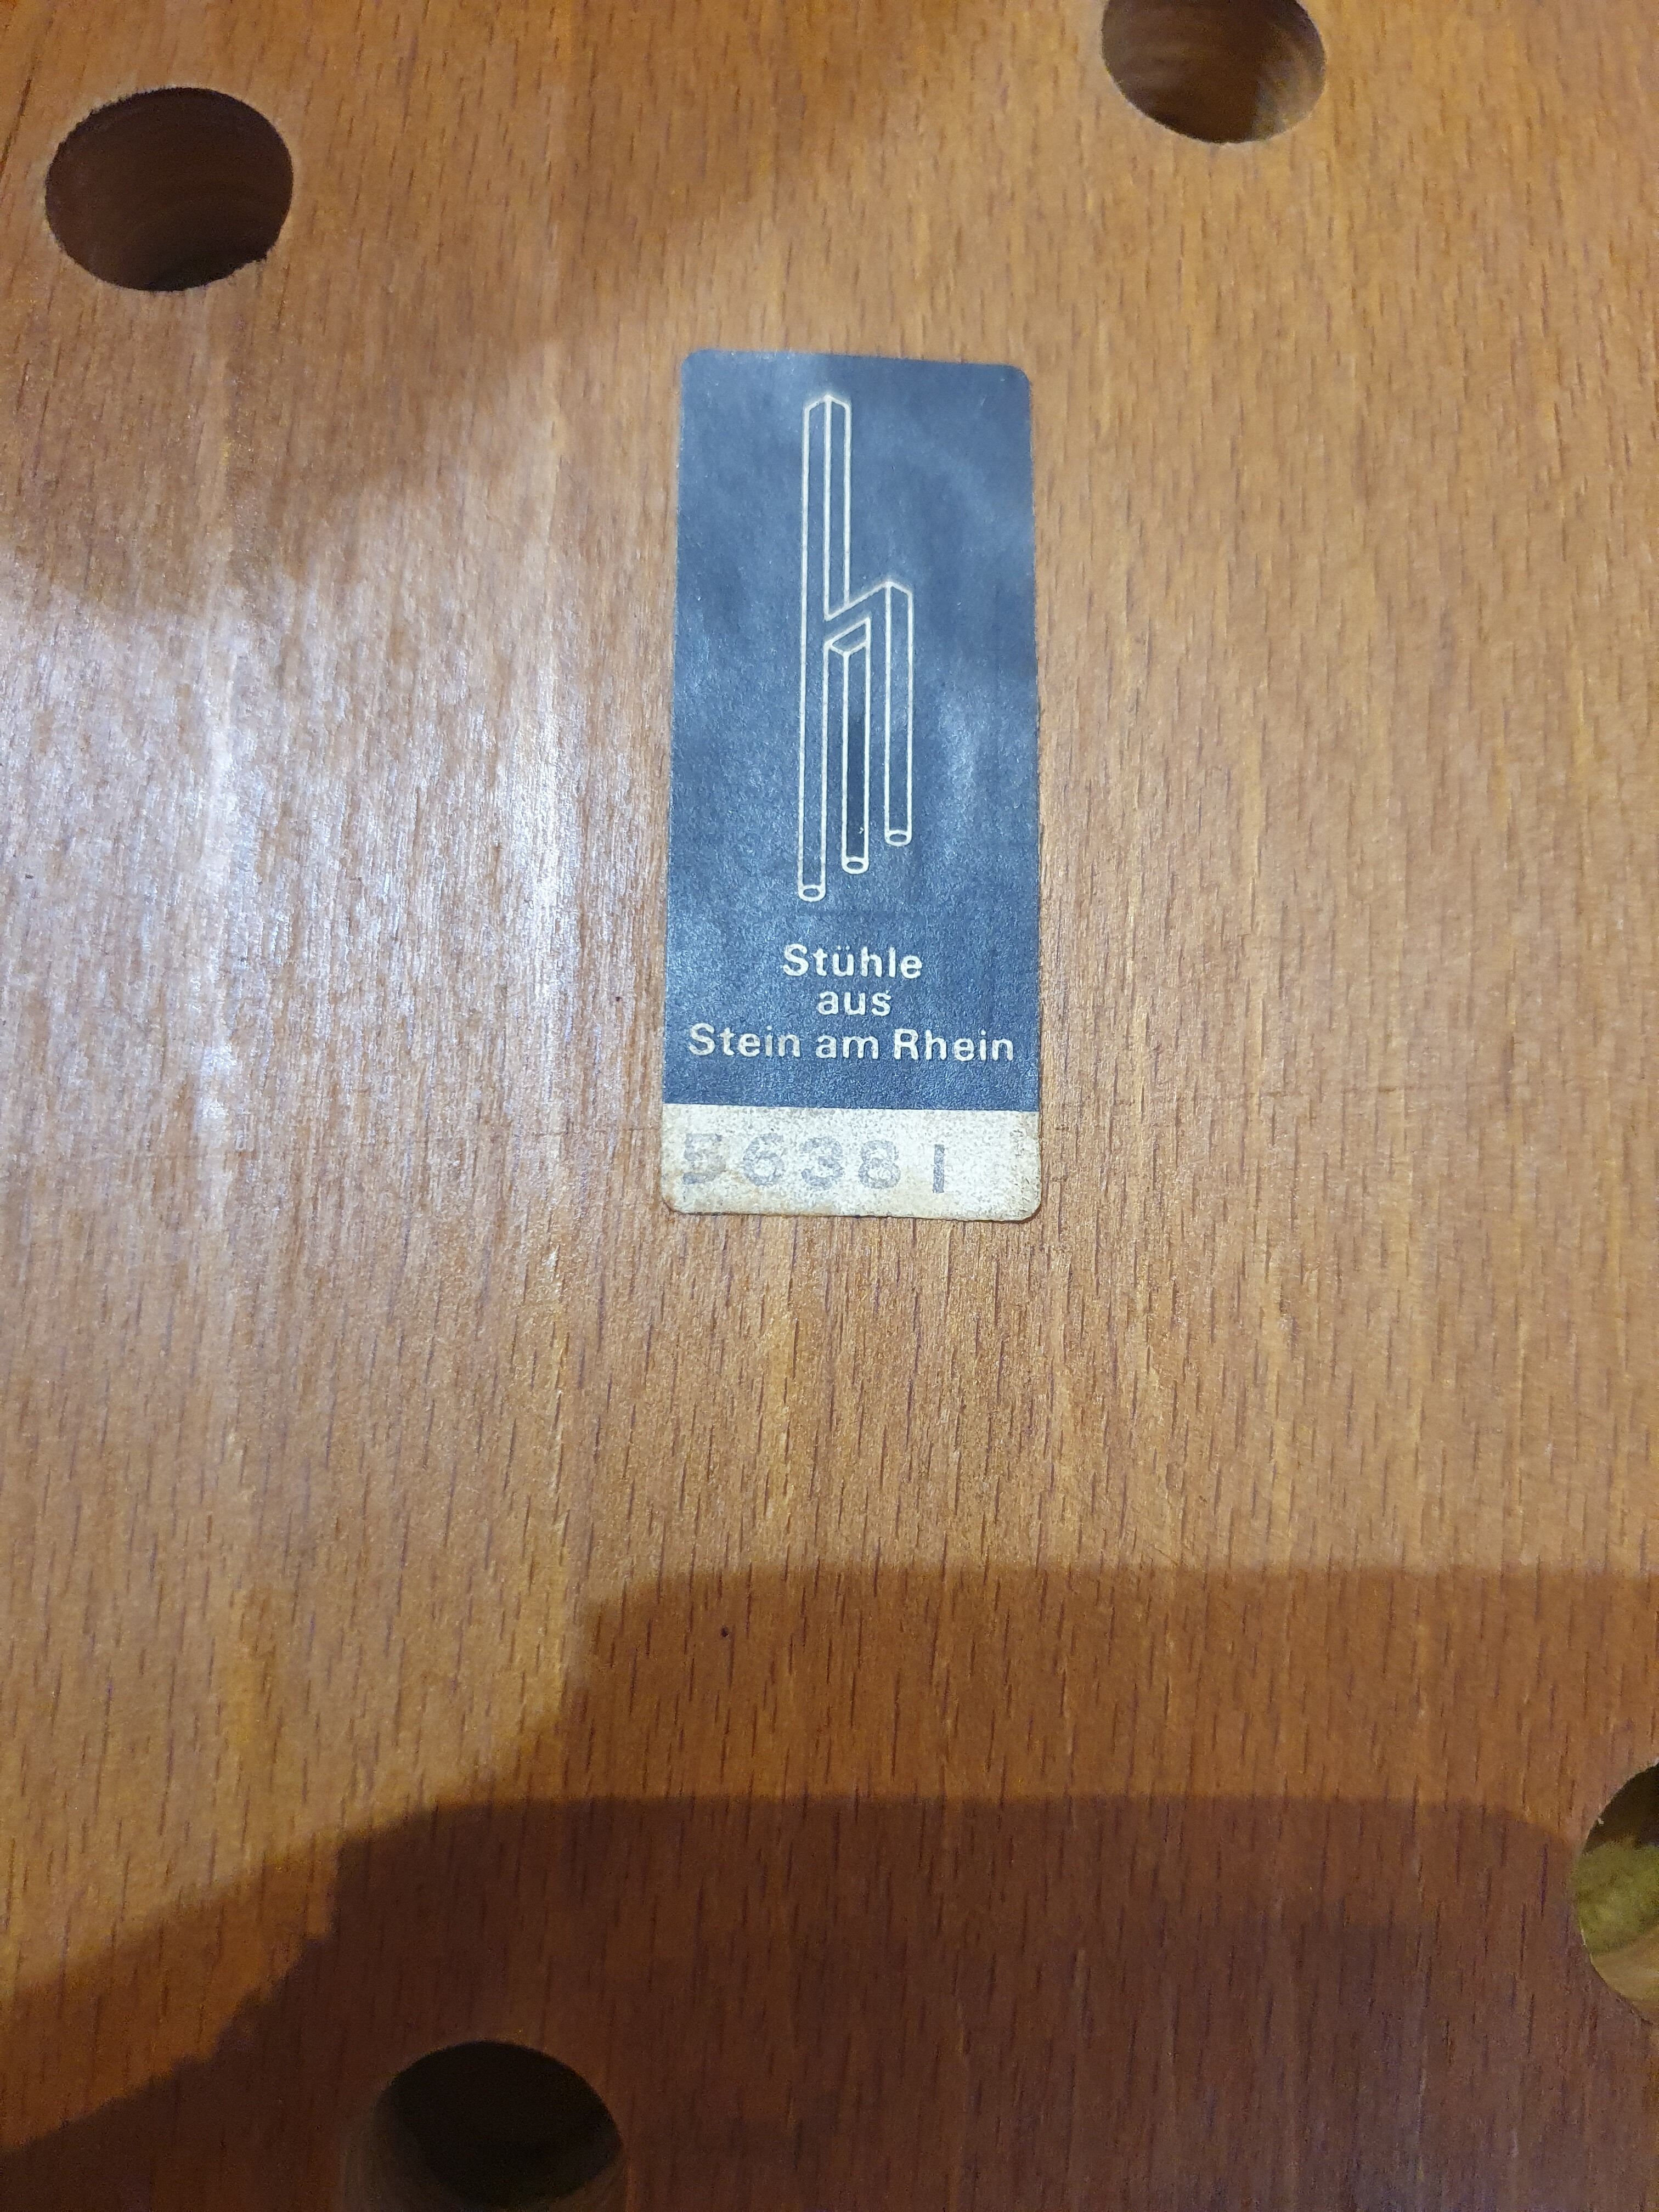 Stühle
aus
Stein am Rhein
56381